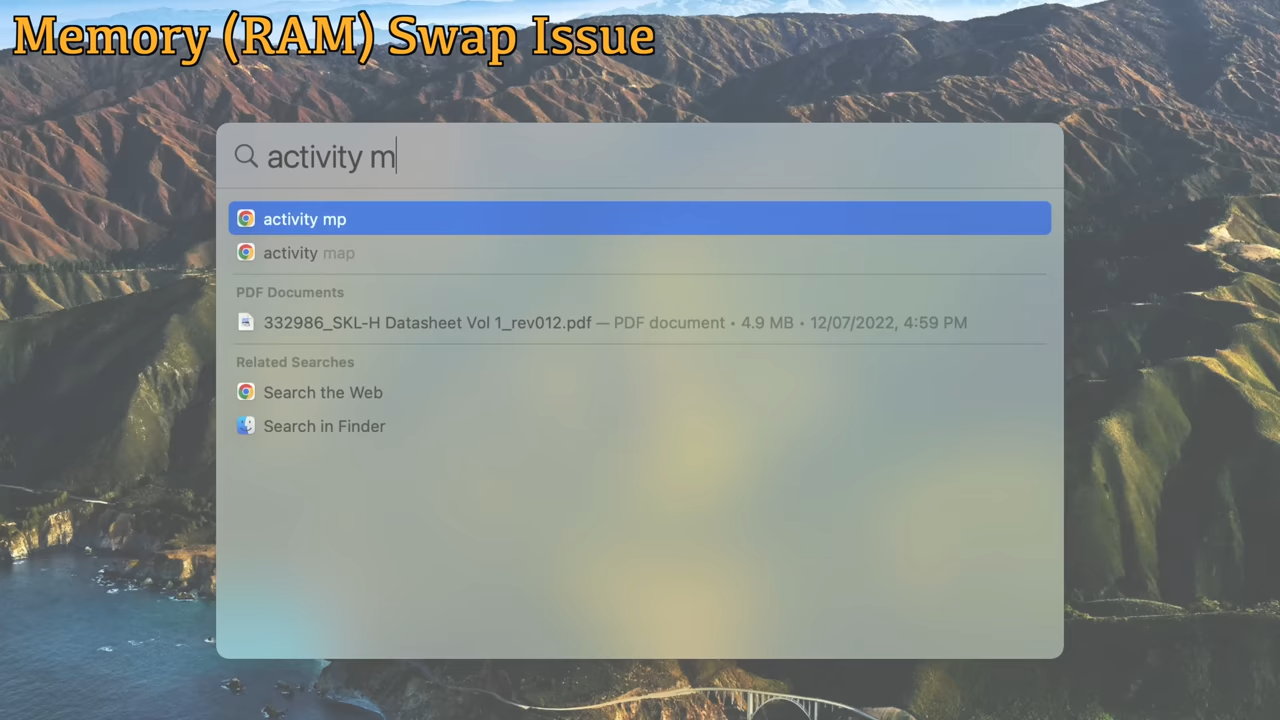 Memory (RAM) Swap Issue
activity m
activity mp
activity map
PDF Documents
332986_SKL-H Datasheet Vol 1_rev012.pdf — PDF document • 4.9 MB • 12/07/2022, 4:59 PM
Related Searches
Search the Web
Search in Finder